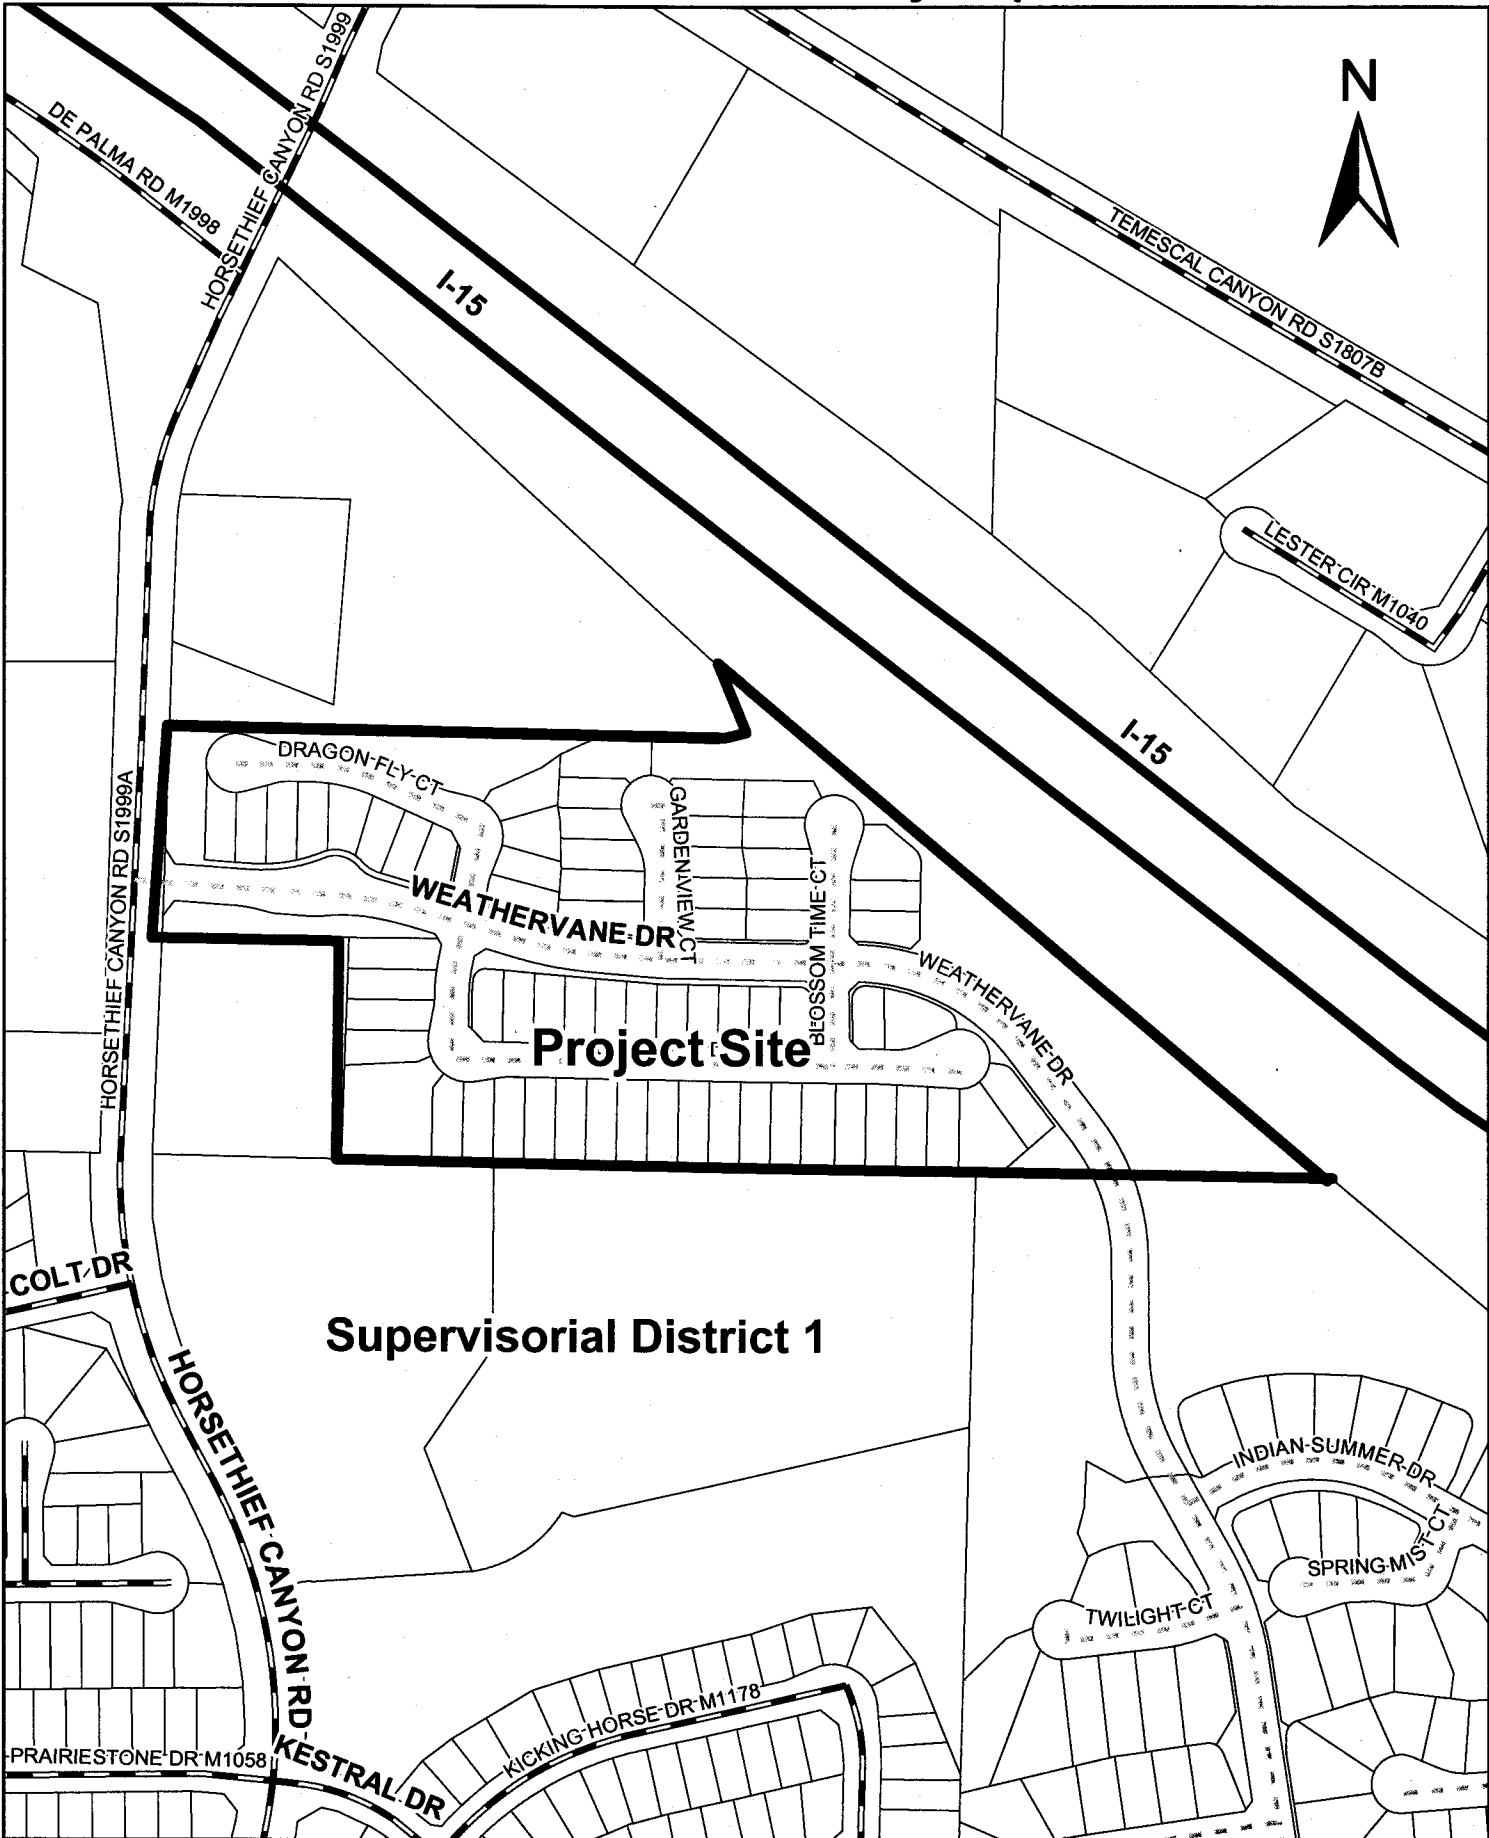 N
HORSETHIEF CANYON RD S1999
DE PALMA RD M1998
TEMESCAL CANYON RD S1807B
I-15
LESTER CIR M1040
I-15
DRAGON FLY CT
GARDENVIEW CT
BLOSSOM TIME CT
HORSETHIEF CANYON RD S1999A
WEATHERVANE DR
WEATHERVANE DR
Project Site
COLT DR
Supervisorial District 1
HORSETHIEF CANYON RD
INDIAN SUMMER DR
SPRING MIST CT
TWILIGHT CT
KICKING HORSE DR M1178
PRAIRIESTONE DR M1058
KESTRAL DR